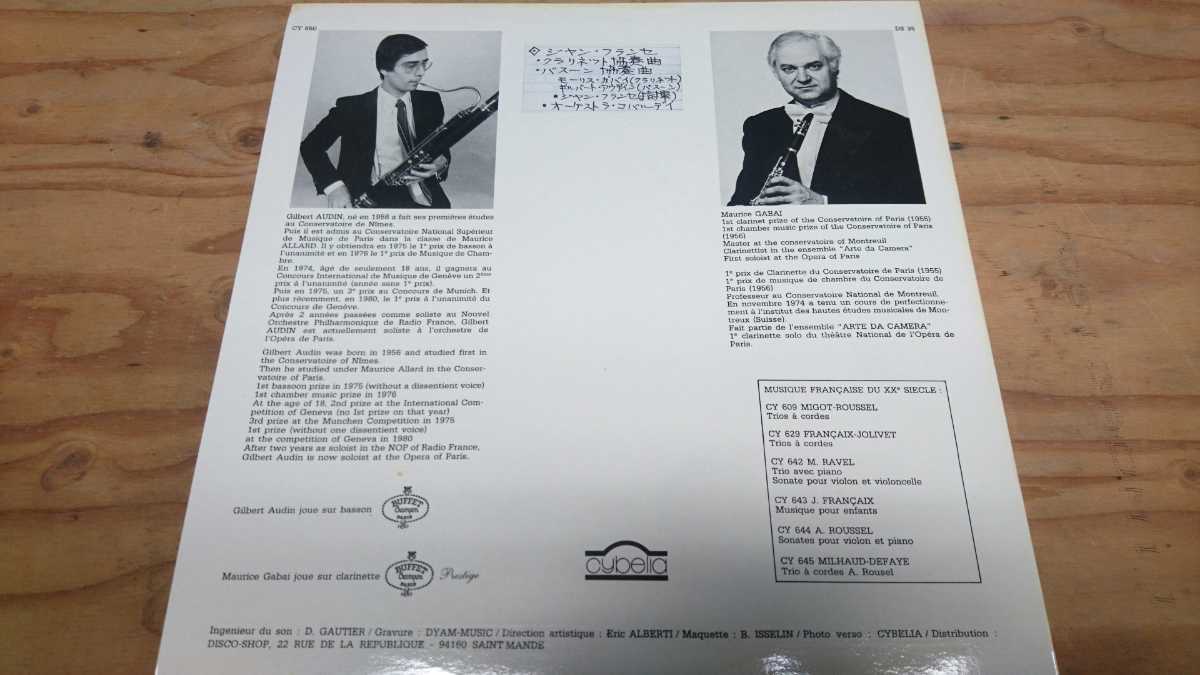 CY 680
DS 35
◇ジャン・フランセ
・クラリネット協奏曲
・バスーン協奏曲
モーリス・ガバイ(クラリネット)
ギルバート・アウディン(バスーン)
・ジャン・フランセ(指揮)
・オーケストラ・コバルディ
Gilbert AUDIN, né en 1956 a fait ses premières études
au Conservatoire de Nîmes.
Puis il est admis au Conservatoire National Supérieur
de Musique de Paris dans la classe de Maurice
ALLARD. Il y obtiendra en 1975 le 1er prix de basson à
l'unanimité et en 1976 le 1er prix de Musique de Cham-
bre.
En 1974, âgé de seulement 18 ans, il gagnera au
Concours International de Musique de Genève un 2ème
prix à l'unanimité (année sans 1er prix).
Puis en 1975, un 3e prix au Concours de Munich. Et
plus récemment, en 1980, le 1er prix à l'unanimité du
Concours de Genève.
Après 2 années passées comme soliste au Nouvel
Orchestre Philharmonique de Radio France, Gilbert
AUDIN est actuellement soliste à l'orchestre de
l'Opéra de Paris.
Gilbert Audin was born in 1956 and studied first in
the Conservatoire of Nîmes.
Then he studied under Maurice Allard in the Conser-
vatoire of Paris.
1st bassoon prize in 1975 (without a dissentient voice)
1st chamber music prize in 1976
At the age of 18, 2nd prize at the International Com-
petition of Geneva (no Ist prize on that year)
3rd prize at the Munchen Competition in 1975
1st prize (without one dissentient voice)
at the competition of Geneva in 1980
After two years as soloist in the NOP of Radio France,
Gilbert Audin is now soloist at the Opera of Paris.
Maurice GABAI
1st clarinet prize of the Conservatoire of Paris (1955)
1st chamber music prize of the Conservatoire of Paris
(1956)
Master at the conservatoire of Montreuil
Clarinettist in the ensemble "Arte da Camera"
First soloist at the Opera of Paris
1er prix de Clarinette du Conservatoire de Paris (1955)
1er prix de musique de chambre du Conservatoire de
Paris (1956)
Professeur au Conservatoire National de Montreuil.
En novembre 1974 a tenu un cours de perfectionne-
ment à l'institut des hautes études musicales de Mon-
treux (Suisse).
Fait partie de l'ensemble "ARTE DA CAMERA"
1e clarinette solo du théâtre National de l'Opéra de
Paris.
MUSIQUE FRANÇAISE DU XXe SIECLE :
CY 609 MIGOT-ROUSSEL
Trios à cordes
CY 629 FRANÇAIX-JOLIVET
Trios à cordes
CY 642 M. RAVEL
Trio avec piano
Sonate pour violon et violoncelle
CY 643 J. FRANÇAIX
Musique pour enfants
CY 644 A. ROUSSEL
Sonates pour violon et piano
CY 645 MILHAUD-DEFAYE
Trio à cordes A. Rousel
Gilbert Audin joue sur basson
BUFFET
Crampon
PARIS
Maurice Gabai joue sur clarinette
BUFFET
Crampon
PARIS
Prestige
cybelia
Ingenieur du son : D. GAUTIER / Gravure : DYAM-MUSIC / Direction artistique : Eric ALBERTI / Maquette : B. ISSELIN / Photo verso : CYBELIA / Distribution :
DISCO-SHOP, 22 RUE DE LA REPUBLIQUE - 94160 SAINT MANDE